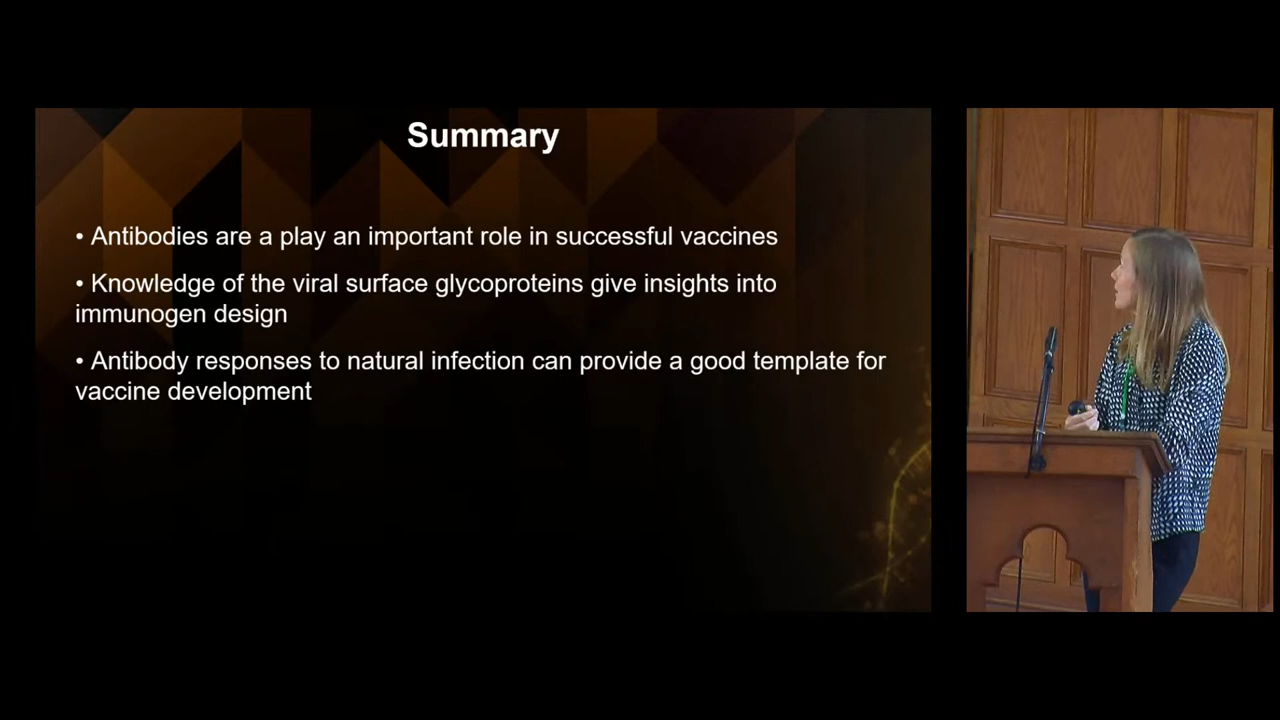 Summary
• Antibodies are a play an important role in successful vaccines
• Knowledge of the viral surface glycoproteins give insights into
immunogen design
• Antibody responses to natural infection can provide a good template for
vaccine development